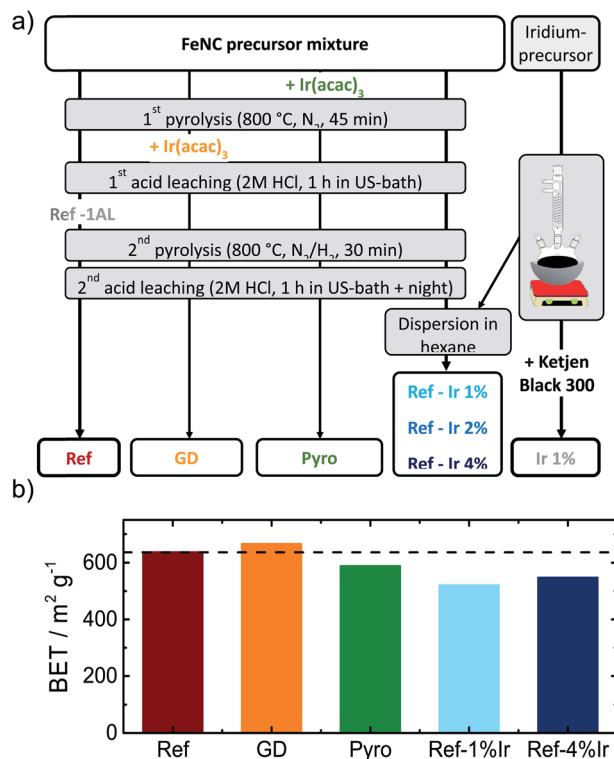 a)
FeNC precursor mixture
Iridium-
precursor
+ Ir(acac)₃
1st pyrolysis (800 °C, N₂, 45 min)
+ Ir(acac)₃
1st acid leaching (2M HCl, 1 h in US-bath)
Ref -1AL
2nd pyrolysis (800 °C, N₂/H₂, 30 min)
2nd acid leaching (2M HCl, 1 h in US-bath + night)
Dispersion in
hexane
+ Ketjen
Black 300
Ref - Ir 1%
Ref - Ir 2%
Ref - Ir 4%
Ref
GD
Pyro
Ir 1%
b)
BET / m² g⁻¹
600
400
200
0
Ref
GD
Pyro
Ref-1%Ir
Ref-4%Ir